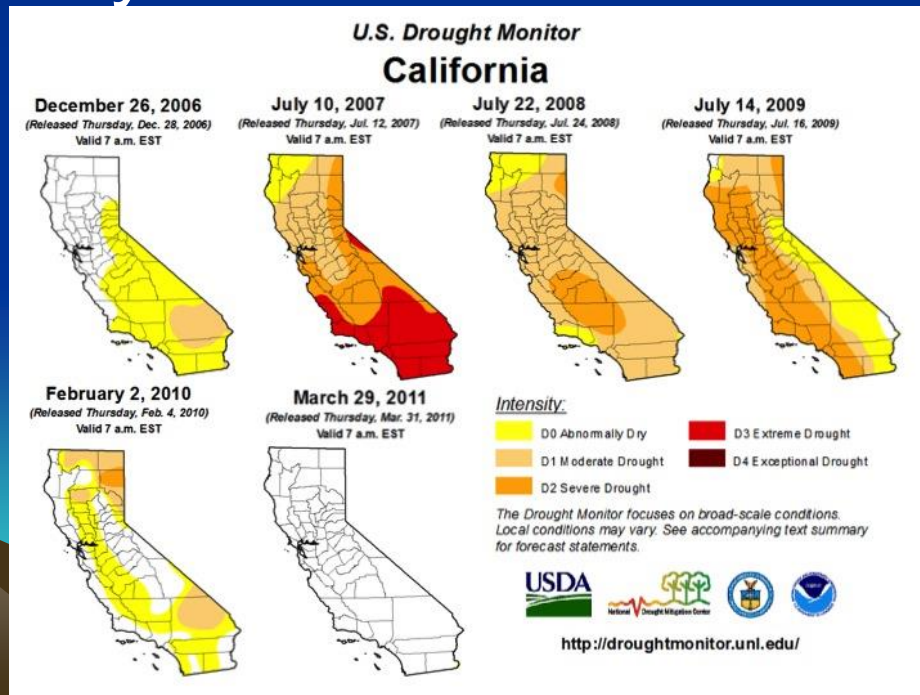 U.S. Drought Monitor
California
December 26, 2006
(Released Thursday, Dec. 28, 2006)
Valid 7 a.m. EST
July 10, 2007
(Released Thursday, Jul. 12, 2007)
Valid 7 a.m. EST
July 22, 2008
(Released Thursday, Jul. 24, 2008)
Valid 7 a.m. EST
July 14, 2009
(Released Thursday, Jul. 16, 2009)
Valid 7 a.m. EST
February 2, 2010
(Released Thursday, Feb. 4, 2010)
Valid 7 a.m. EST
March 29, 2011
(Released Thursday, Mar. 31, 2011)
Valid 7 a.m. EST
Intensity:
D0 Abnormally Dry
D1 Moderate Drought
D2 Severe Drought
D3 Extreme Drought
D4 Exceptional Drought
The Drought Monitor focuses on broad-scale conditions.
Local conditions may vary. See accompanying text summary
for forecast statements.
USDA
National Drought Mitigation Center
http://droughtmonitor.unl.edu/